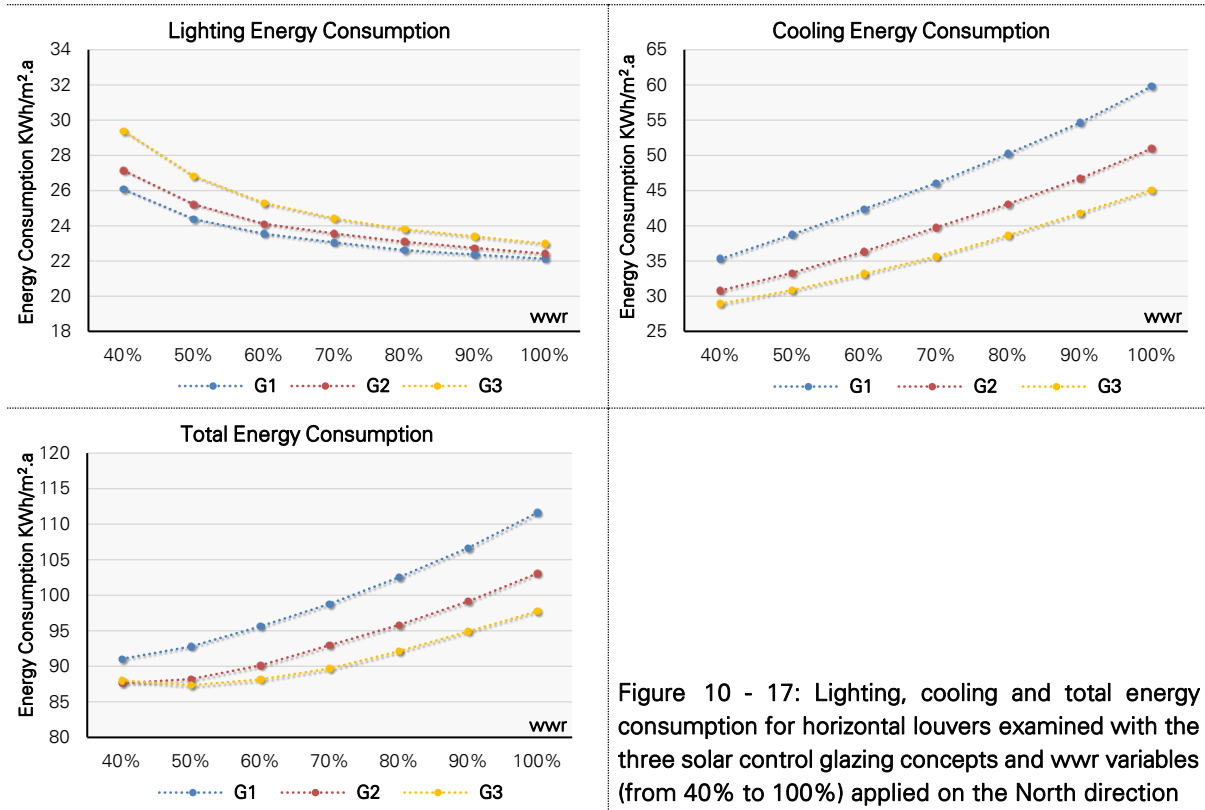 Lighting Energy Consumption
Energy Consumption KWh/m².a
34
32
30
28
26
24
22
20
18
wwr
40% 50% 60% 70% 80% 90% 100%
G1 G2 G3
Cooling Energy Consumption
Energy Consumption KWh/m².a
65
60
55
50
45
40
35
30
25
wwr
40% 50% 60% 70% 80% 90% 100%
G1 G2 G3
Total Energy Consumption
Energy Consumption KWh/m².a
120
115
110
105
100
95
90
85
80
wwr
40% 50% 60% 70% 80% 90% 100%
G1 G2 G3
Figure 10 - 17: Lighting, cooling and total energy
consumption for horizontal louvers examined with the
three solar control glazing concepts and wwr variables
(from 40% to 100%) applied on the North direction